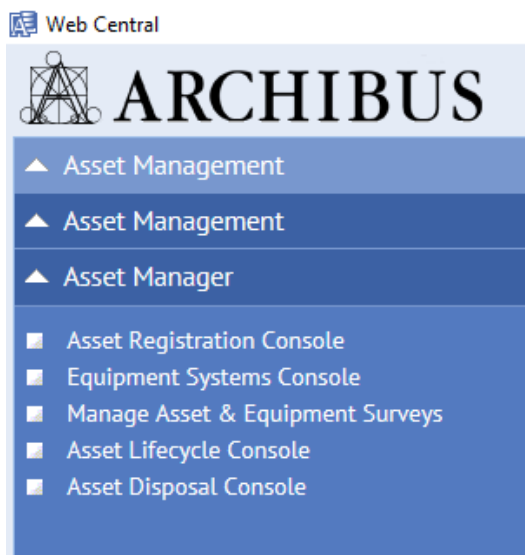 Web Central
ARCHIBUS
Asset Management
Asset Management
Asset Manager
Asset Registration Console
Equipment Systems Console
Manage Asset & Equipment Surveys
Asset Lifecycle Console
Asset Disposal Console